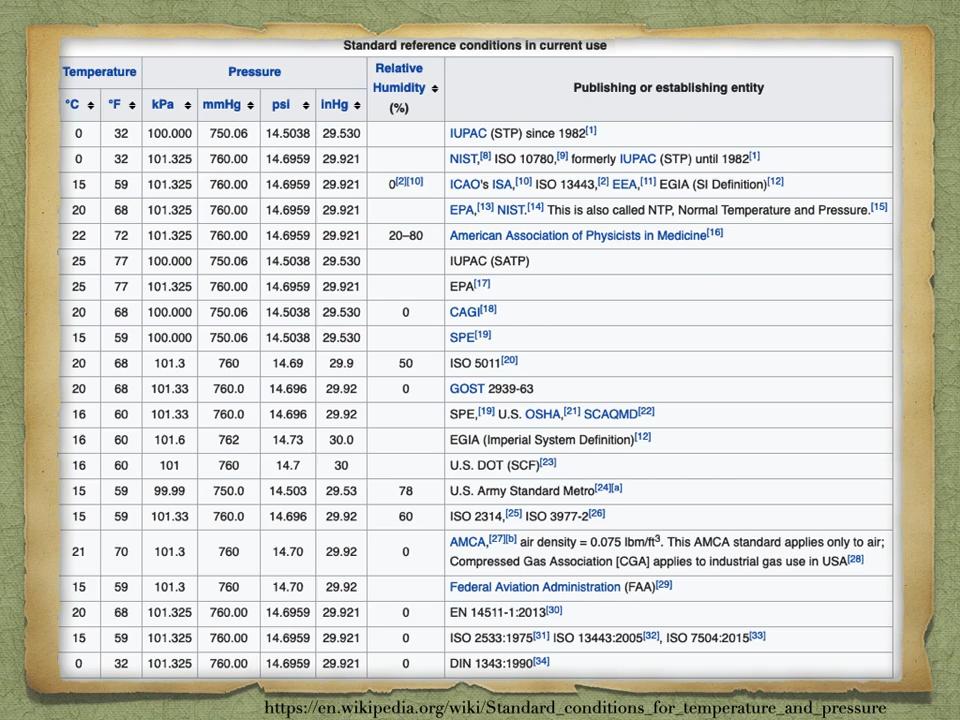 Standard reference conditions in current use
Temperature Pressure Relative Humidity (%) Publishing or establishing entity
°C °F kPa mmHg psi inHg
0 32 100.000 750.06 14.5038 29.530 IUPAC (STP) since 1982[1]
0 32 101.325 760.00 14.6959 29.921 NIST,[8] ISO 10780,[9] formerly IUPAC (STP) until 1982[1]
15 59 101.325 760.00 14.6959 29.921 0[2][10] ICAO's ISA,[10] ISO 13443,[2] EEA,[11] EGIA (SI Definition)[12]
20 68 101.325 760.00 14.6959 29.921 EPA,[13] NIST.[14] This is also called NTP, Normal Temperature and Pressure.[15]
22 72 101.325 760.00 14.6959 29.921 20–80 American Association of Physicists in Medicine[16]
25 77 100.000 750.06 14.5038 29.530 IUPAC (SATP)
25 77 101.325 760.00 14.6959 29.921 EPA[17]
20 68 100.000 750.06 14.5038 29.530 0 CAGI[18]
15 59 100.000 750.06 14.5038 29.530 SPE[19]
20 68 101.3 760 14.69 29.9 50 ISO 5011[20]
20 68 101.33 760.0 14.696 29.92 0 GOST 2939-63
16 60 101.33 760.0 14.696 29.92 SPE,[19] U.S. OSHA,[21] SCAQMD[22]
16 60 101.6 762 14.73 30.0 EGIA (Imperial System Definition)[12]
16 60 101 760 14.7 30 U.S. DOT (SCF)[23]
15 59 99.99 750.0 14.503 29.53 78 U.S. Army Standard Metro[24][a]
15 59 101.33 760.0 14.696 29.92 60 ISO 2314,[25] ISO 3977-2[26]
21 70 101.3 760 14.70 29.92 0 AMCA,[27][b] air density = 0.075 lbm/ft³. This AMCA standard applies only to air;
Compressed Gas Association [CGA] applies to industrial gas use in USA[28]
15 59 101.3 760 14.70 29.92 Federal Aviation Administration (FAA)[29]
20 68 101.325 760.00 14.6959 29.921 0 EN 14511-1:2013[30]
15 59 101.325 760.00 14.6959 29.921 0 ISO 2533:1975[31] ISO 13443:2005[32], ISO 7504:2015[33]
0 32 101.325 760.00 14.6959 29.921 0 DIN 1343:1990[34]
https://en.wikipedia.org/wiki/Standard_conditions_for_temperature_and_pressure